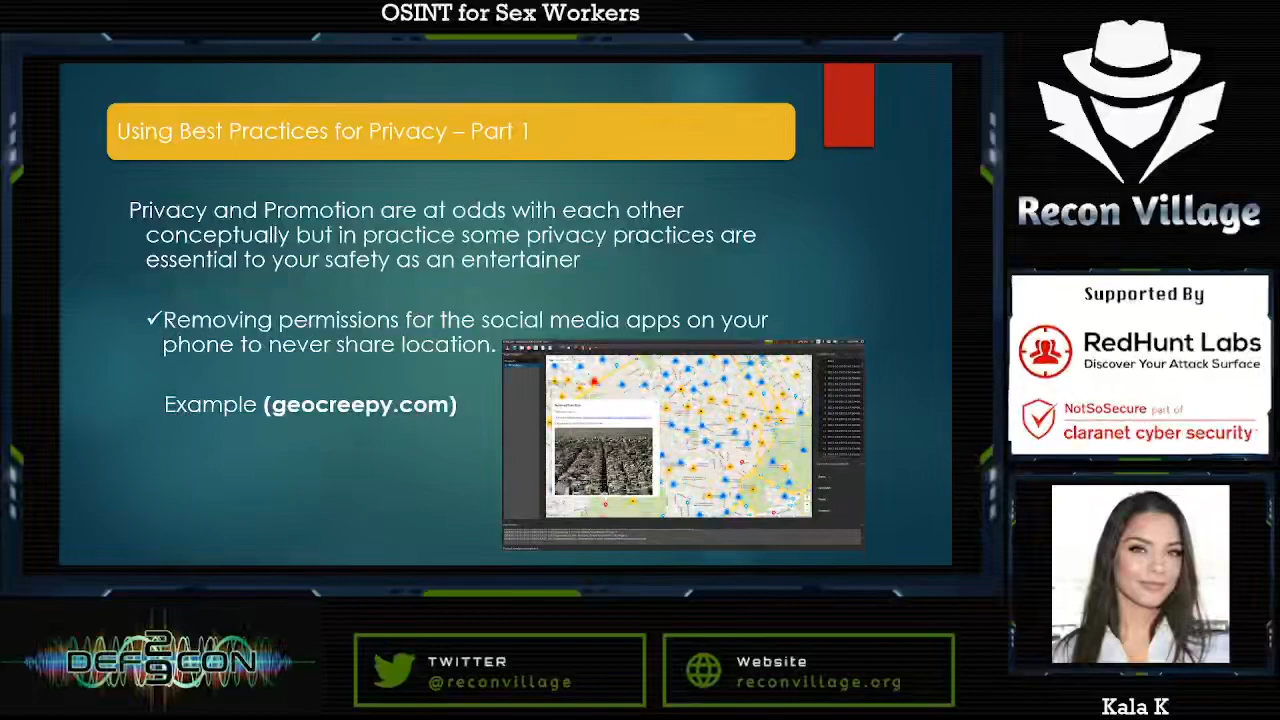 OSINT for Sex Workers
Using Best Practices for Privacy – Part 1
Privacy and Promotion are at odds with each other
conceptually but in practice some privacy practices are
essential to your safety as an entertainer
✓Removing permissions for the social media apps on your
phone to never share location.
Example (geocreepy.com)
Recon Village
Supported By
RedHunt Labs
Discover Your Attack Surface
NotSoSecure part of
claranet cyber security
DEFCON
29
TWITTER
@reconvillage
Website
reconvillage.org
Kala K